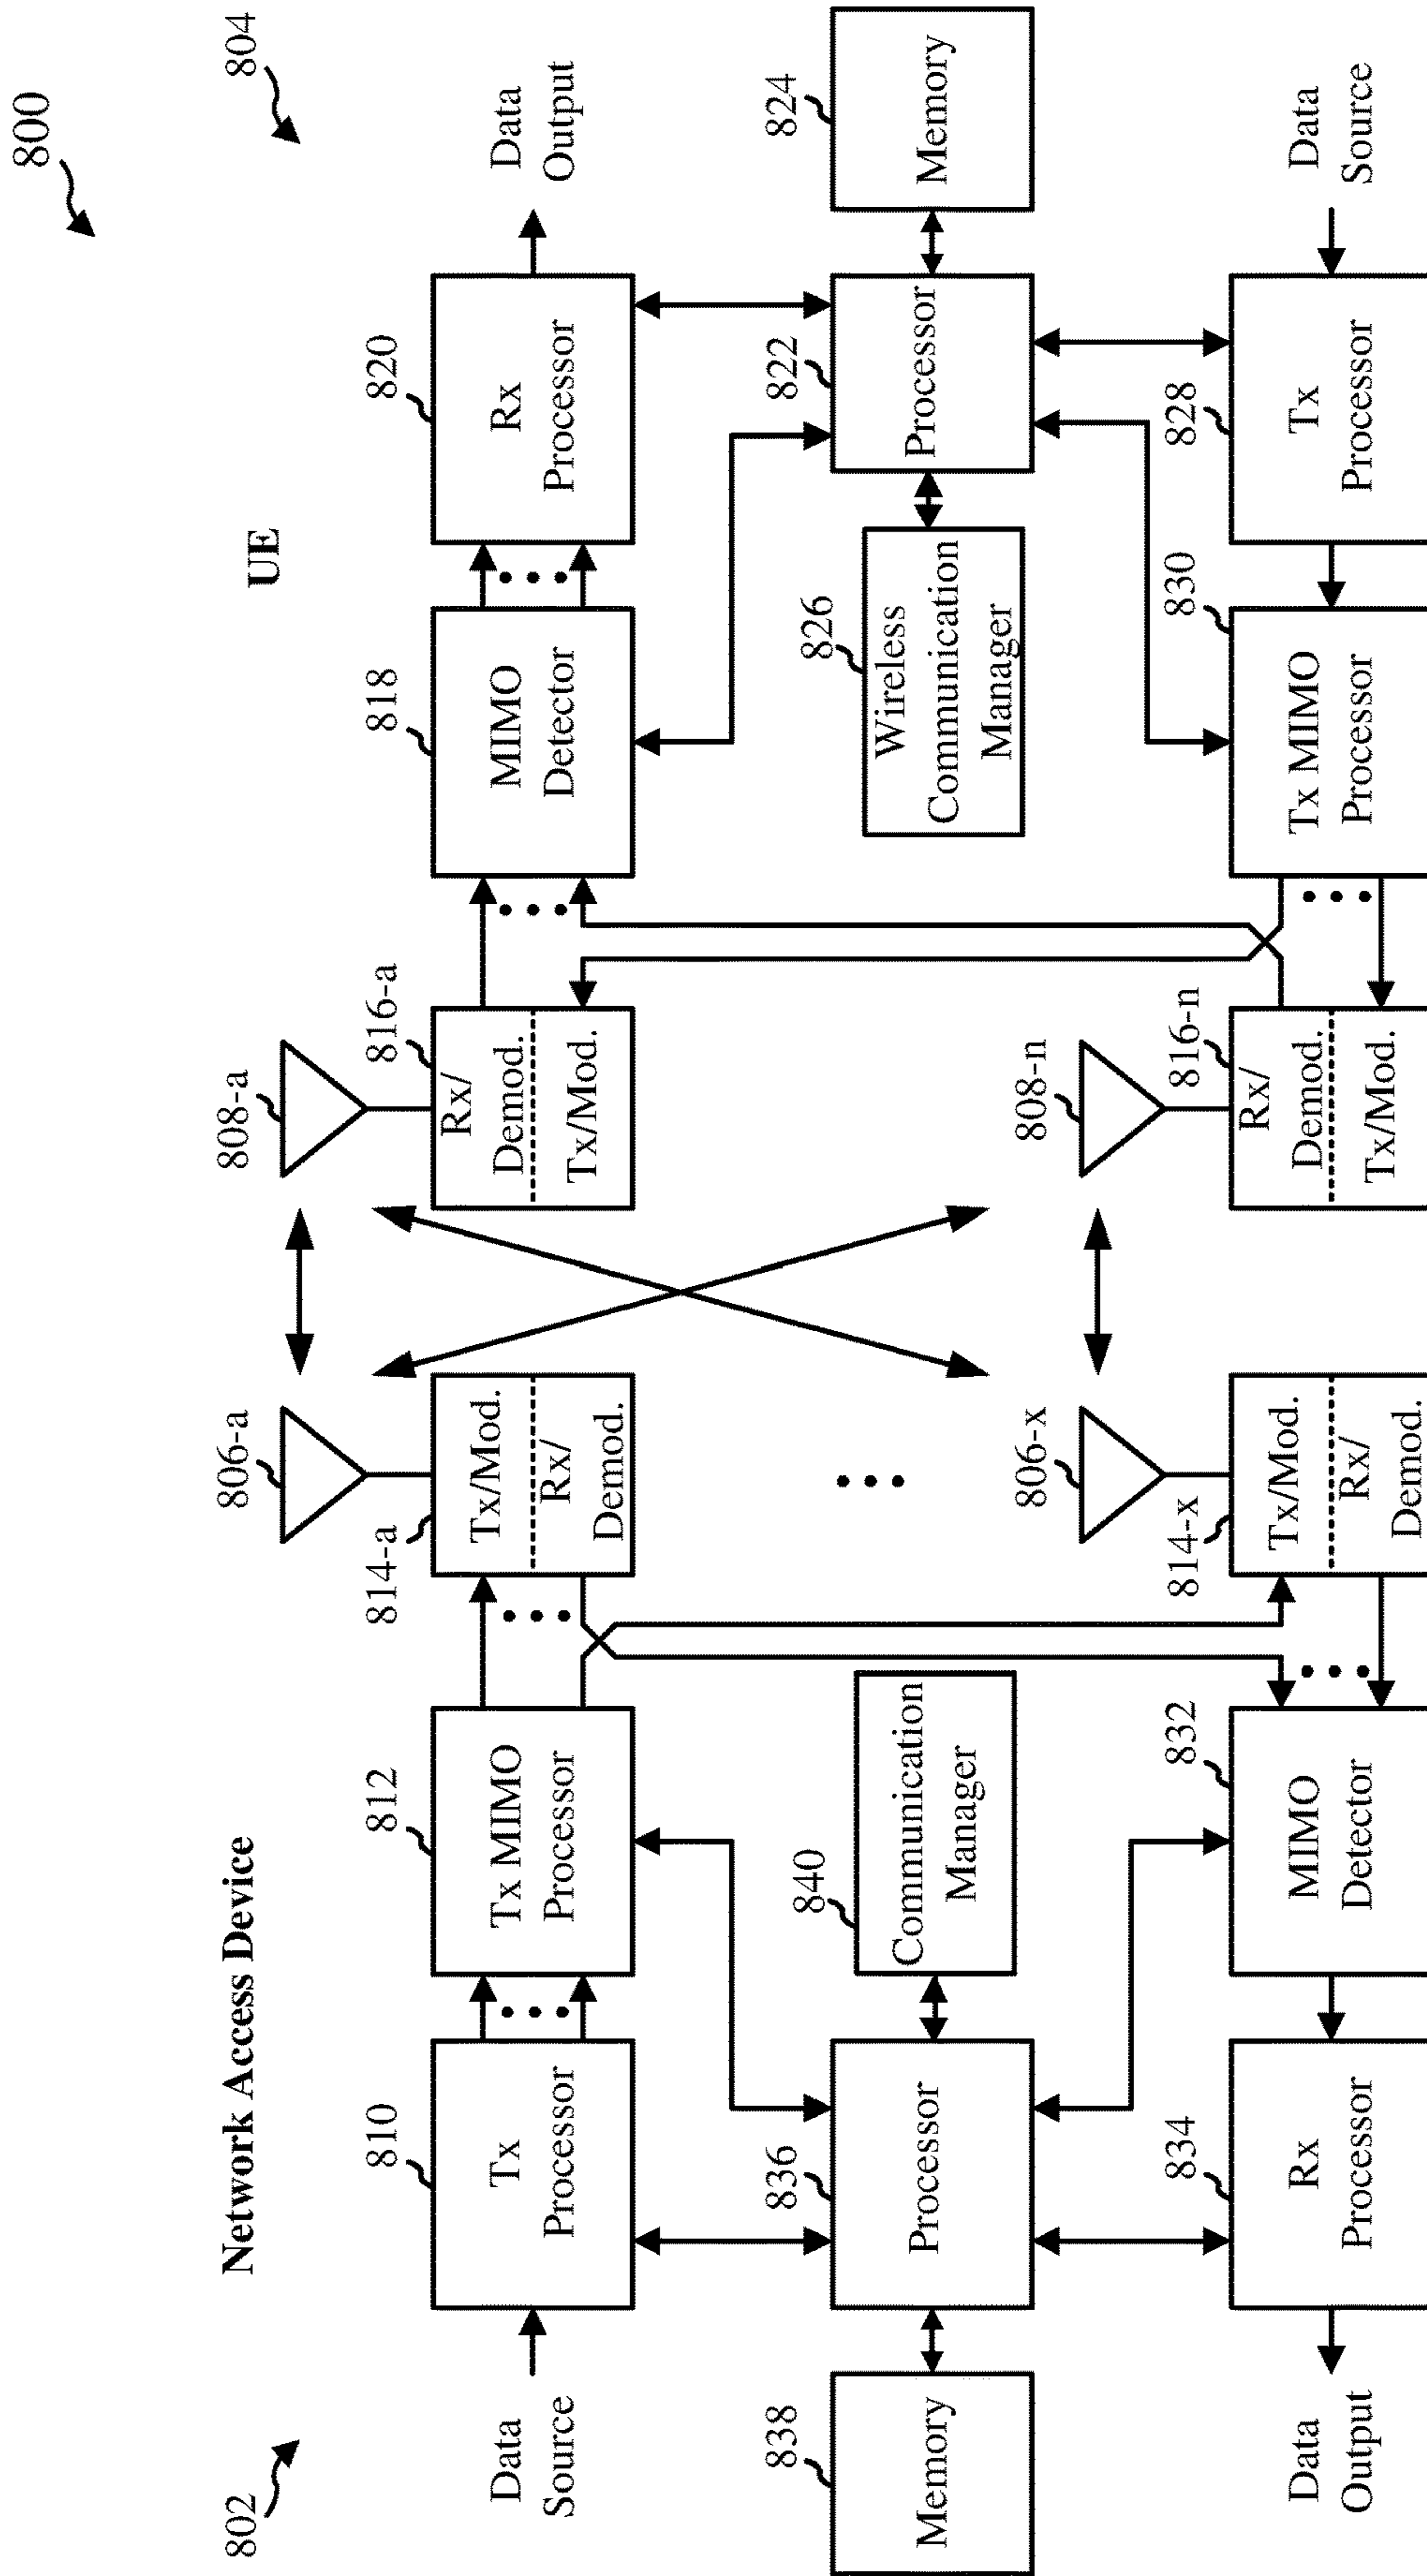 800
802
Network Access Device
UE
804
806-a
808-a
Data
Source
810
Tx
Processor
812
Tx MIMO
Processor
814-a
Tx/Mod.
Rx/
Demod.
816-a
Rx/
Demod.
Tx/Mod.
818
MIMO
Detector
820
Rx
Processor
Data
Output
838
Memory
836
Processor
840
Communication
Manager
826
Wireless
Communication
Manager
822
Processor
824
Memory
806-x
808-n
Data
Output
834
Rx
Processor
832
MIMO
Detector
814-x
Tx/Mod.
Rx/
Demod.
816-n
Rx/
Demod.
Tx/Mod.
830
Tx MIMO
Processor
828
Tx
Processor
Data
Source